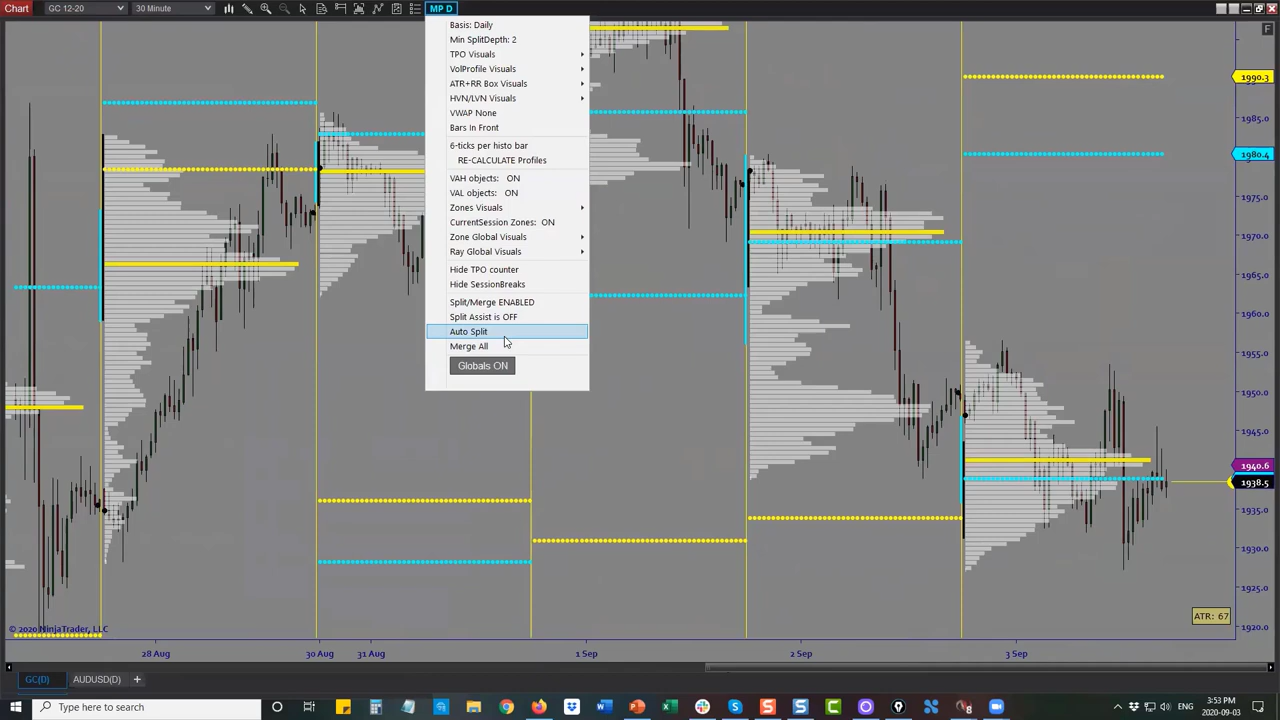 Chart
GC 12-20
30 Minute
MP D
F
Basis: Daily
Min SplitDepth: 2
TPO Visuals
VolProfile Visuals
ATR+RR Box Visuals
HVN/LVN Visuals
VWAP None
Bars In Front
6-ticks per histo bar
RE-CALCULATE Profiles
VAH objects: ON
VAL objects: ON
Zones Visuals
CurrentSession Zones: ON
Zone Global Visuals
Ray Global Visuals
Hide TPO counter
Hide SessionBreaks
Split/Merge ENABLED
Split Assist is OFF
Auto Split
Merge All
Globals ON
1990.3
1985.0
1980.4
1975.0
1970.0
1965.0
1960.0
1955.0
1950.0
1945.0
1940.6
1938.5
1935.0
1930.0
1925.0
1920.0
ATR: 67
© 2020 NinjaTrader, LLC
28 Aug
30 Aug
31 Aug
1 Sep
2 Sep
3 Sep
GC(D)
AUDUSD(D)
+
Type here to search
3:53 PM
2020-09-03